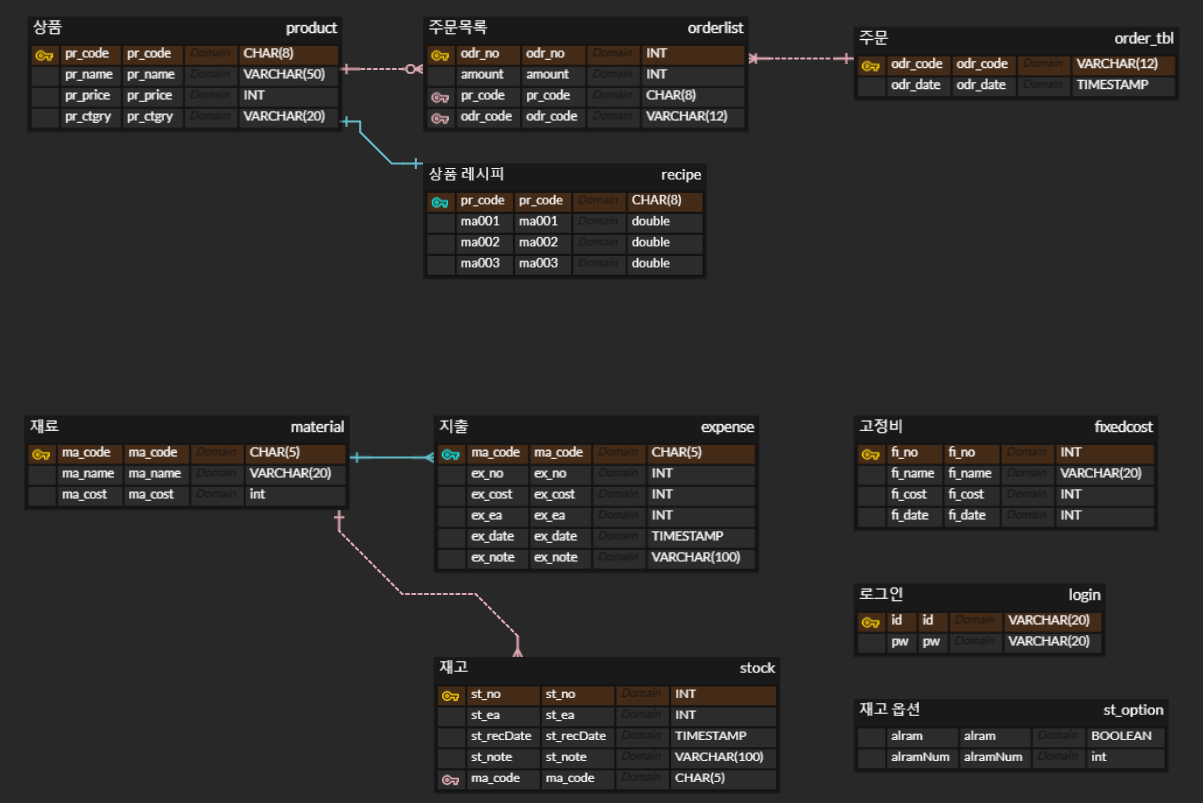 상품 product
pr_code pr_code Domain CHAR(8)
pr_name pr_name Domain VARCHAR(50)
pr_price pr_price Domain INT
pr_ctgry pr_ctgry Domain VARCHAR(20)
주문목록 orderlist
odr_no odr_no Domain INT
amount amount Domain INT
pr_code pr_code Domain CHAR(8)
odr_code odr_code Domain VARCHAR(12)
주문 order_tbl
odr_code odr_code Domain VARCHAR(12)
odr_date odr_date Domain TIMESTAMP
상품 레시피 recipe
pr_code pr_code Domain CHAR(8)
ma001 ma001 Domain double
ma002 ma002 Domain double
ma003 ma003 Domain double
재료 material
ma_code ma_code Domain CHAR(5)
ma_name ma_name Domain VARCHAR(20)
ma_cost ma_cost Domain int
지출 expense
ma_code ma_code Domain CHAR(5)
ex_no ex_no Domain INT
ex_cost ex_cost Domain INT
ex_ea ex_ea Domain INT
ex_date ex_date Domain TIMESTAMP
ex_note ex_note Domain VARCHAR(100)
고정비 fixedcost
fi_no fi_no Domain INT
fi_name fi_name Domain VARCHAR(20)
fi_cost fi_cost Domain INT
fi_date fi_date Domain INT
로그인 login
id id Domain VARCHAR(20)
pw pw Domain VARCHAR(20)
재고 stock
st_no st_no Domain INT
st_ea st_ea Domain INT
st_recDate st_recDate Domain TIMESTAMP
st_note st_note Domain VARCHAR(100)
ma_code ma_code Domain CHAR(5)
재고 옵션 st_option
alram alram Domain BOOLEAN
alramNum alramNum Domain int